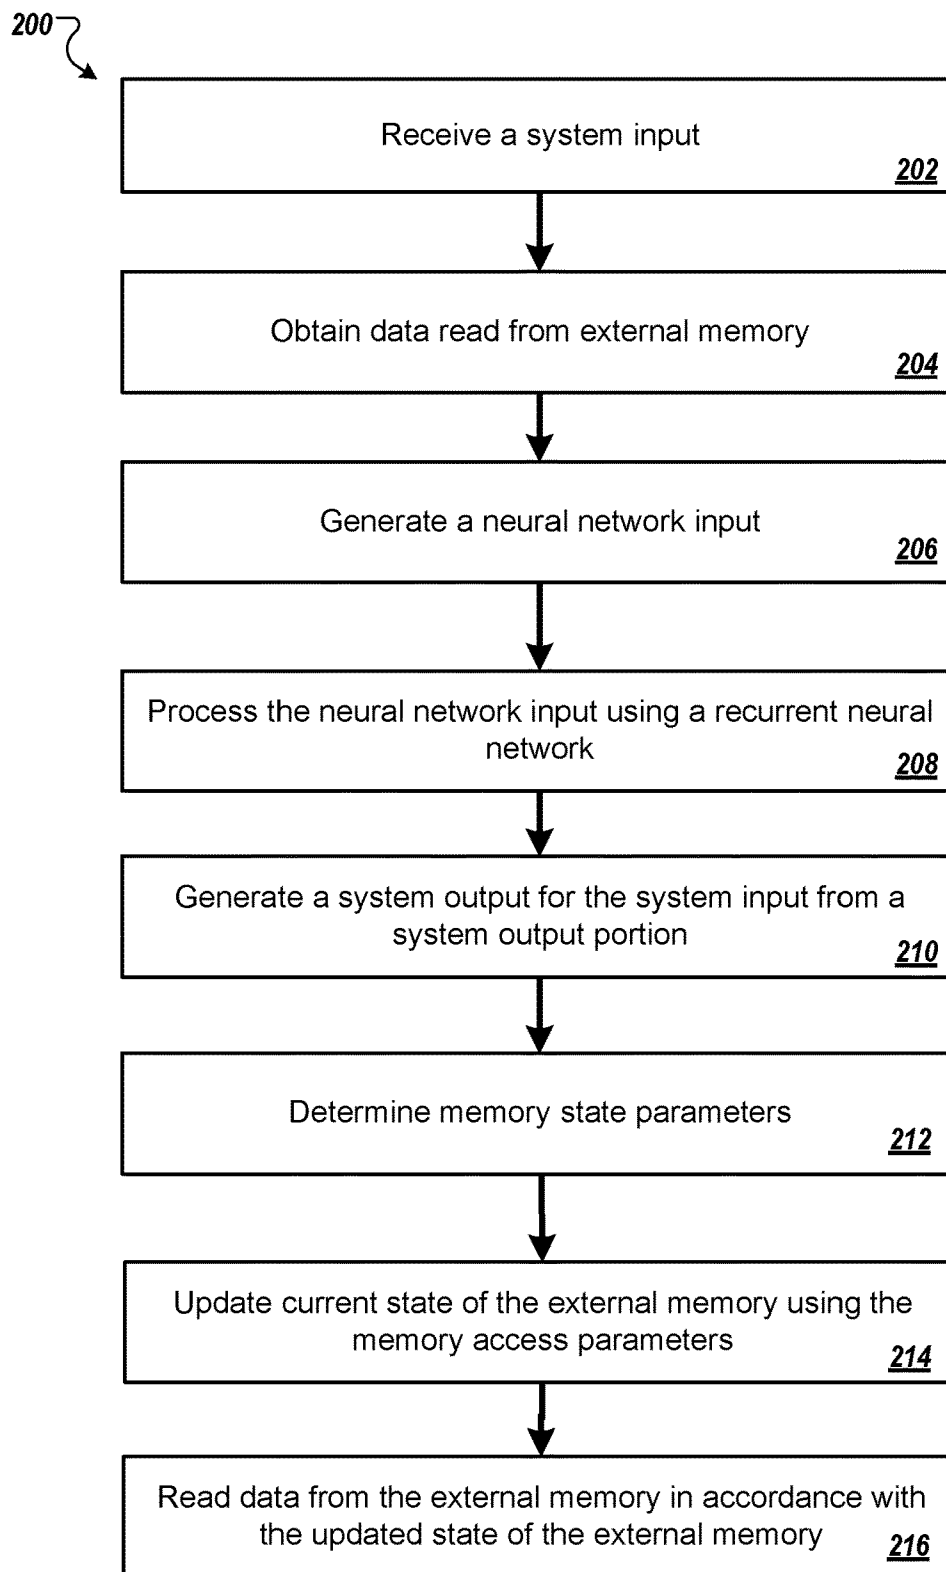 200
Receive a system input
202
Obtain data read from external memory
204
Generate a neural network input
206
Process the neural network input using a recurrent neural
network
208
Generate a system output for the system input from a
system output portion
210
Determine memory state parameters
212
Update current state of the external memory using the
memory access parameters
214
Read data from the external memory in accordance with
the updated state of the external memory
216